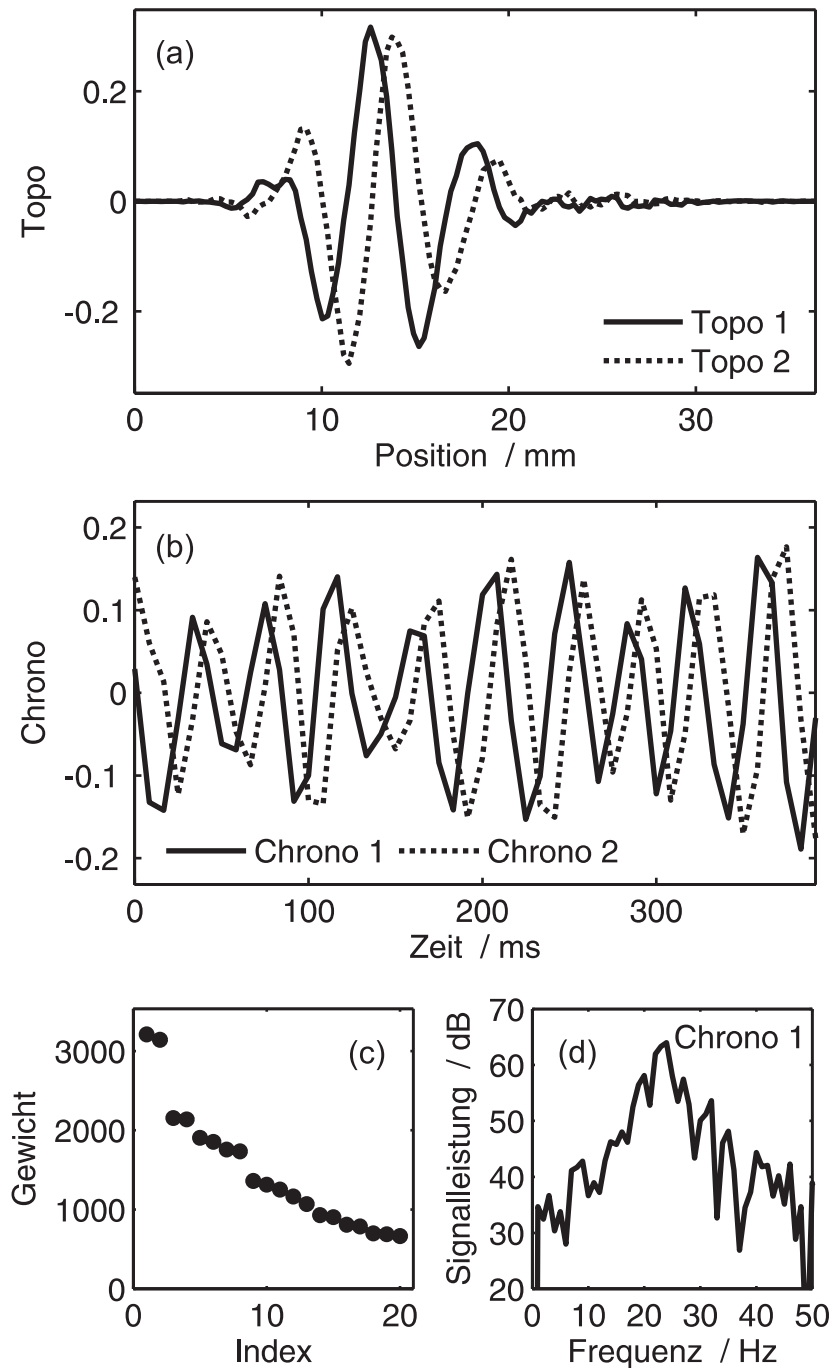 (a)
0.2
0
-0.2
Topo
Topo 1
Topo 2
0 10 20 30
Position / mm
(b)
0.2
0.1
0
-0.1
-0.2
Chrono
Chrono 1 Chrono 2
0 100 200 300
Zeit / ms
(c)
3000
2000
1000
0
Gewicht
0 10 20
Index
(d)
Chrono 1
70
60
50
40
30
20
Signalleistung / dB
0 10 20 30 40 50
Frequenz / Hz